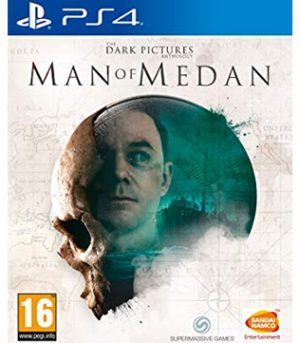 PS4
THE
DARK PICTURES
ANTHOLOGY
MAN OF MEDAN
16
www.pegi.info
SUPERMASSIVE GAMES
BANDAI
NAMCO
Entertainment